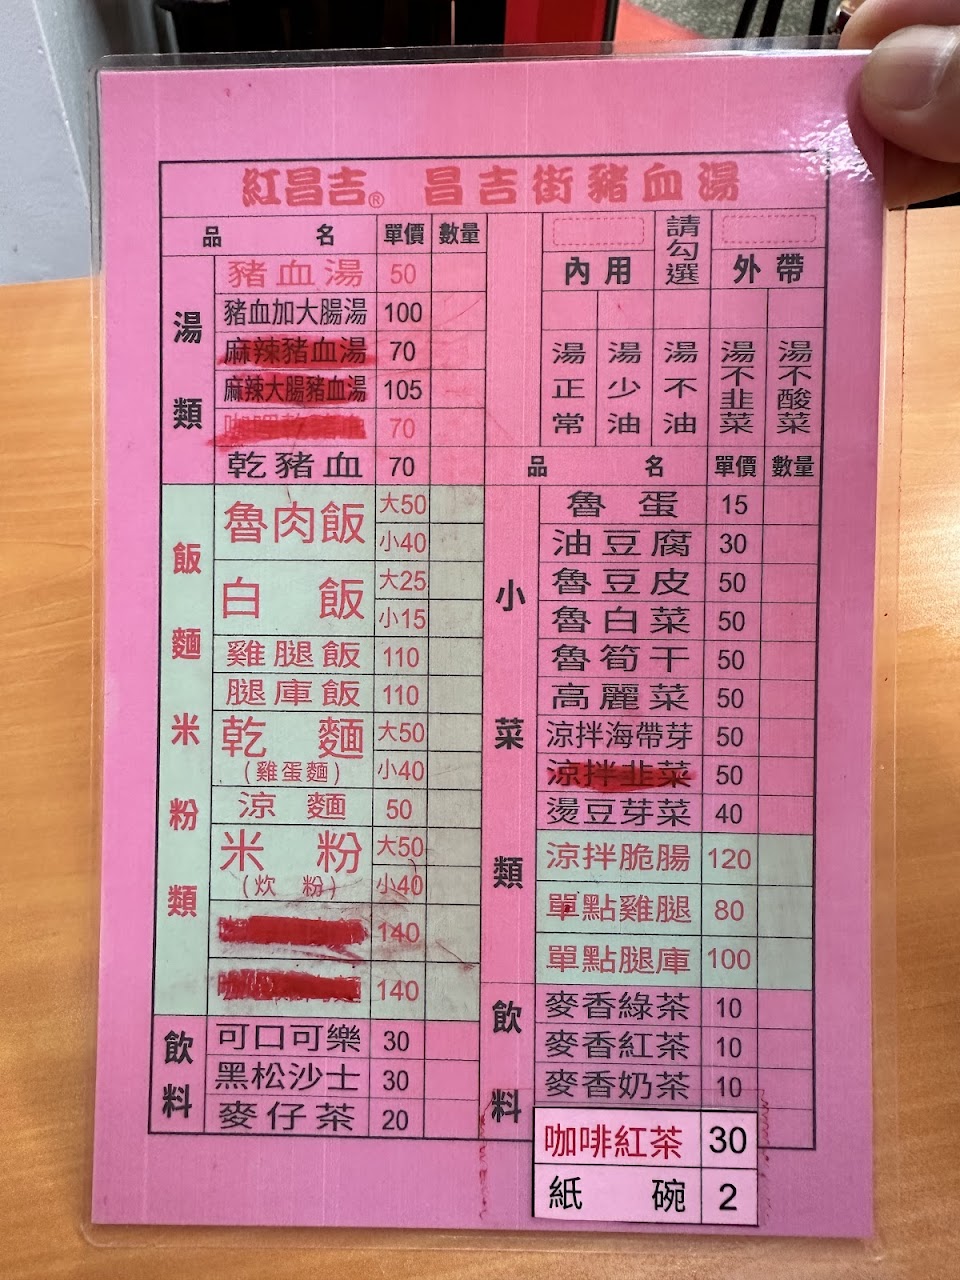 紅昌吉® 昌吉街豬血湯
品名 單價 數量
湯類
豬血湯 50
豬血加大腸湯 100
麻辣豬血湯 70
麻辣大腸豬血湯 105
70
乾豬血 70
飯麵米粉類
魯肉飯 大50
小40
白飯 大25
小15
雞腿飯 110
腿庫飯 110
乾麵 大50
(雞蛋麵) 小40
涼麵 50
米粉 大50
(炊粉) 小40
140
140
飲料
可口可樂 30
黑松沙士 30
麥仔茶 20
請勾選
內用 外帶
湯正常 湯少油 湯不油 湯不韭菜 湯不酸菜
品名 單價 數量
小菜類
魯蛋 15
油豆腐 30
魯豆皮 50
魯白菜 50
魯筍干 50
高麗菜 50
涼拌海帶芽 50
涼拌韭菜 50
燙豆芽菜 40
涼拌脆腸 120
單點雞腿 80
單點腿庫 100
飲料
麥香綠茶 10
麥香紅茶 10
麥香奶茶 10
咖啡紅茶 30
紙碗 2